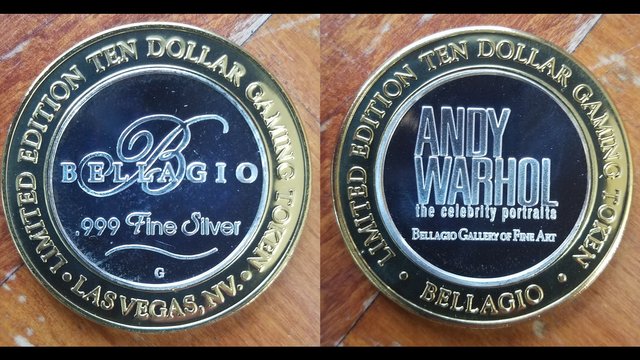 LIMITED EDITION TEN DOLLAR GAMING TOKEN
B
BELLAGIO
.999 Fine Silver
G
• LAS VEGAS, NV. •
LIMITED EDITION TEN DOLLAR GAMING TOKEN
ANDY
WARHOL
the celebrity portraits
BELLAGIO GALLERY OF FINE ART
• BELLAGIO •